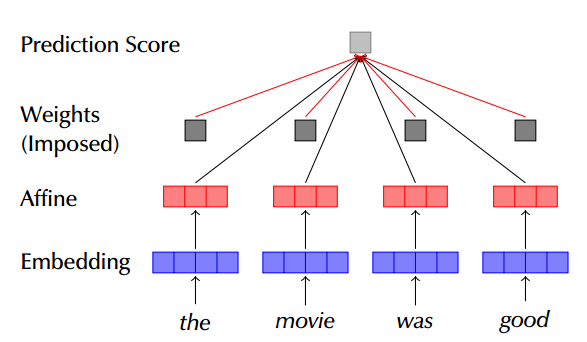 Prediction Score
Weights
(Imposed)
Affine
Embedding
the movie was good